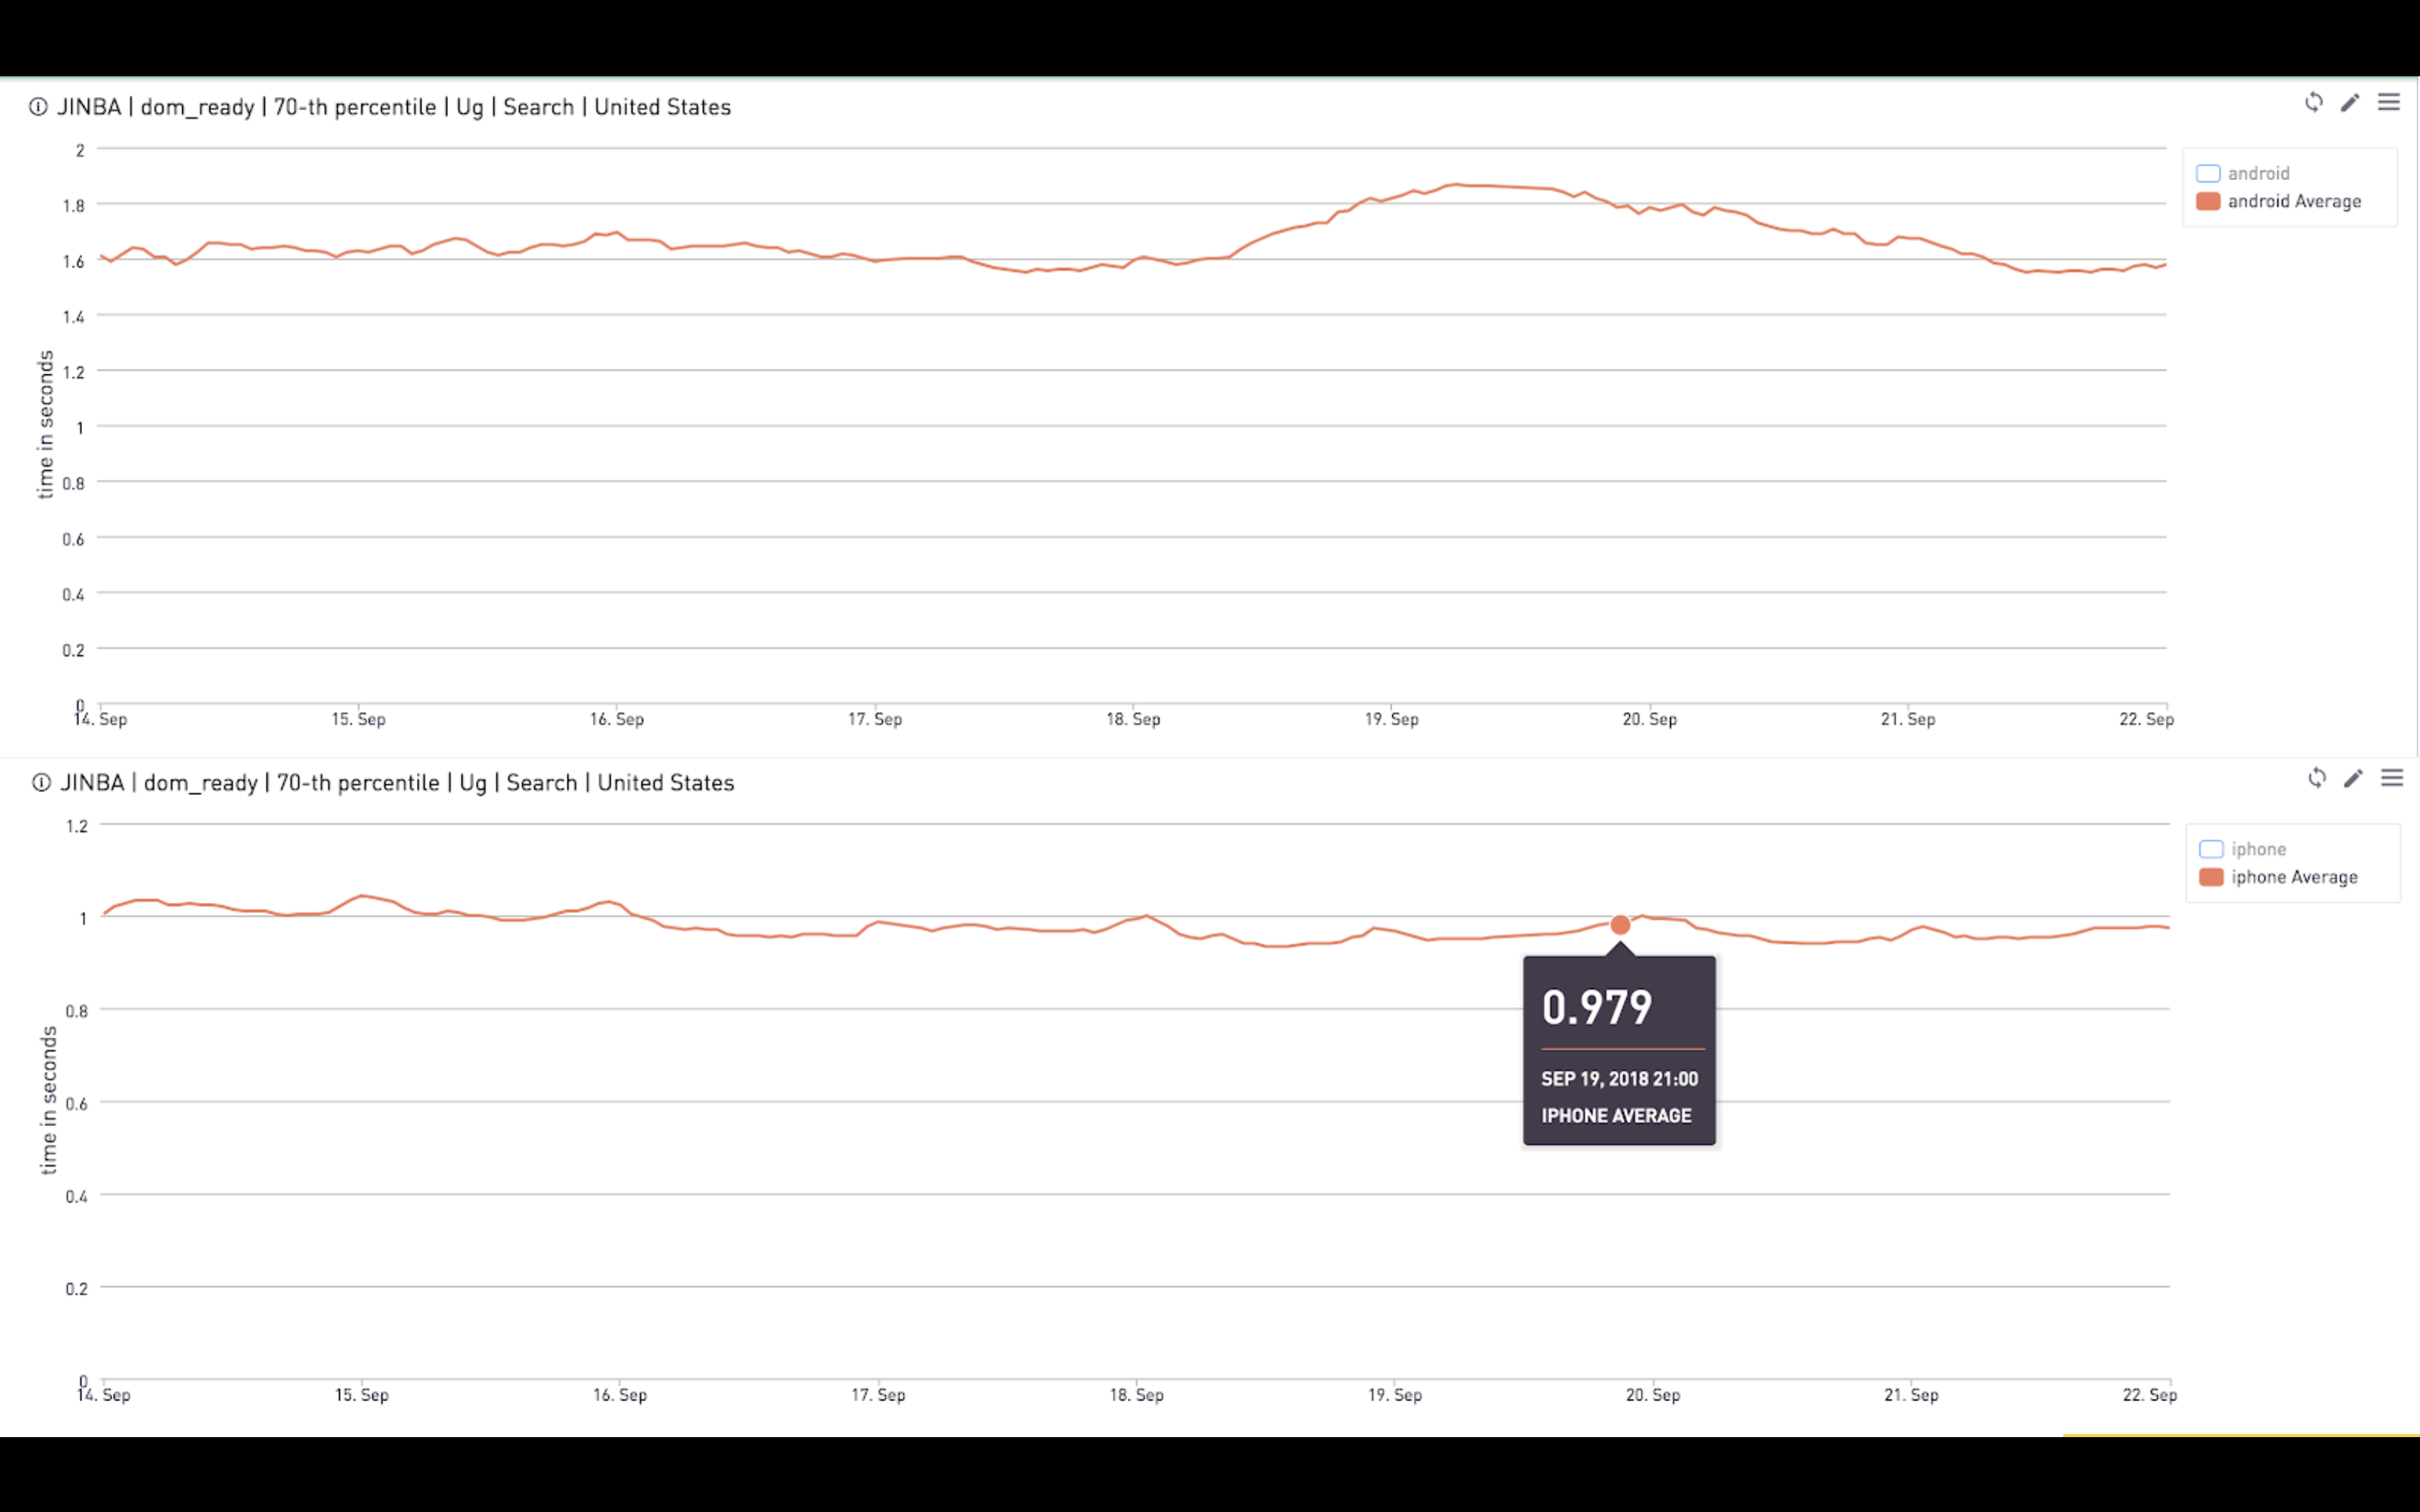 JINBA | dom_ready | 70-th percentile | Ug | Search | United States
2
1.8
1.6
1.4
1.2
1
0.8
0.6
0.4
0.2
0
time in seconds
14. Sep 15. Sep 16. Sep 17. Sep 18. Sep 19. Sep 20. Sep 21. Sep 22. Sep
android
android Average
JINBA | dom_ready | 70-th percentile | Ug | Search | United States
1.2
1
0.8
0.6
0.4
0.2
0
time in seconds
14. Sep 15. Sep 16. Sep 17. Sep 18. Sep 19. Sep 20. Sep 21. Sep 22. Sep
iphone
iphone Average
0.979
SEP 19, 2018 21:00
IPHONE AVERAGE